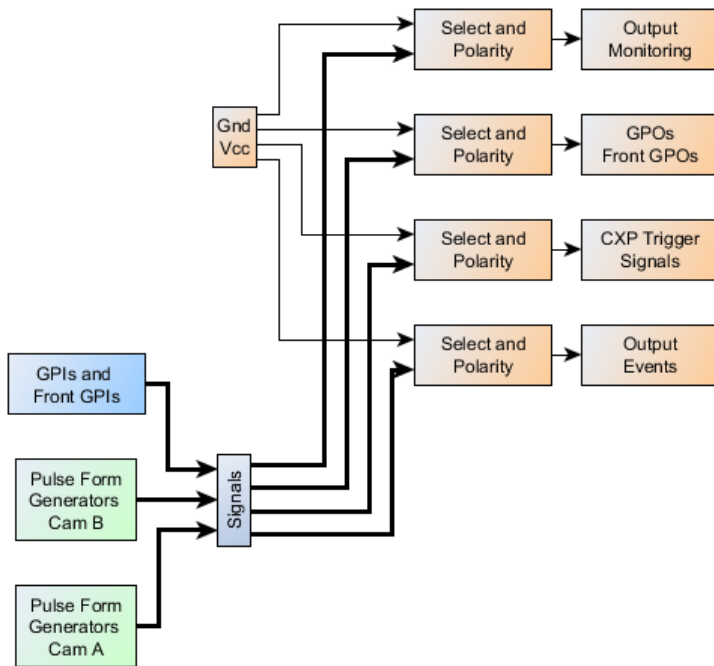 Select and
Polarity
Output
Monitoring
Gnd
Vcc
Select and
Polarity
GPOs
Front GPOs
Select and
Polarity
CXP Trigger
Signals
Select and
Polarity
Output
Events
GPIs and
Front GPIs
Signals
Pulse Form
Generators
Cam B
Pulse Form
Generators
Cam A